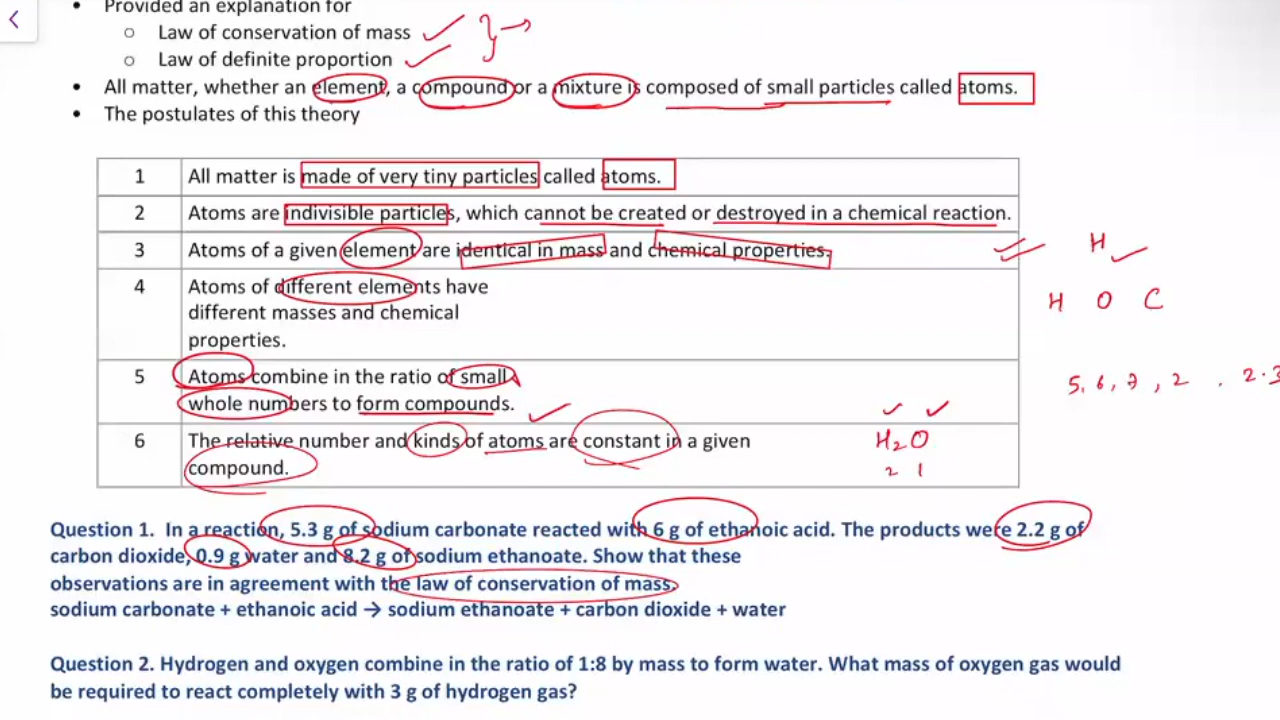 • Provided an explanation for
o Law of conservation of mass
o Law of definite proportion
• All matter, whether an element, a compound or a mixture is composed of small particles called atoms.
• The postulates of this theory
1 All matter is made of very tiny particles called atoms.
2 Atoms are indivisible particles, which cannot be created or destroyed in a chemical reaction.
3 Atoms of a given element are identical in mass and chemical properties.
H
4 Atoms of different elements have
different masses and chemical
properties.
H O C
5 Atoms combine in the ratio of small
whole numbers to form compounds.
5, 6, 7, 2 . 2.3
6 The relative number and kinds of atoms are constant in a given
compound.
H₂O
2 1
Question 1. In a reaction, 5.3 g of sodium carbonate reacted with 6 g of ethanoic acid. The products were 2.2 g of
carbon dioxide, 0.9 g water and 8.2 g of sodium ethanoate. Show that these
observations are in agreement with the law of conservation of mass.
sodium carbonate + ethanoic acid → sodium ethanoate + carbon dioxide + water
Question 2. Hydrogen and oxygen combine in the ratio of 1:8 by mass to form water. What mass of oxygen gas would
be required to react completely with 3 g of hydrogen gas?